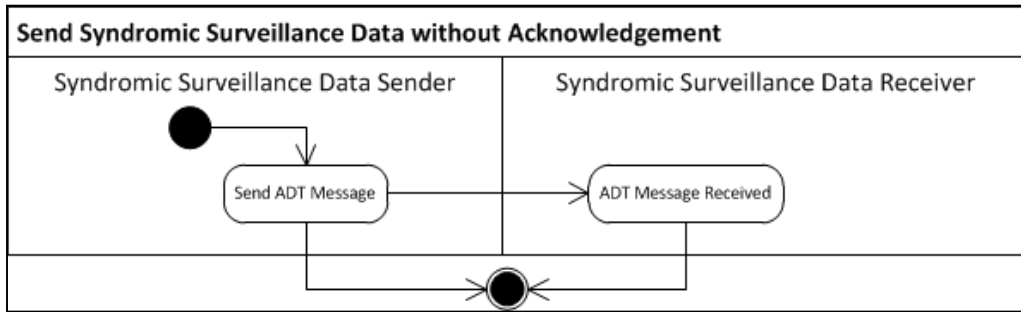 Send Syndromic Surveillance Data without Acknowledgement
Syndromic Surveillance Data Sender
Syndromic Surveillance Data Receiver
Send ADT Message
ADT Message Received